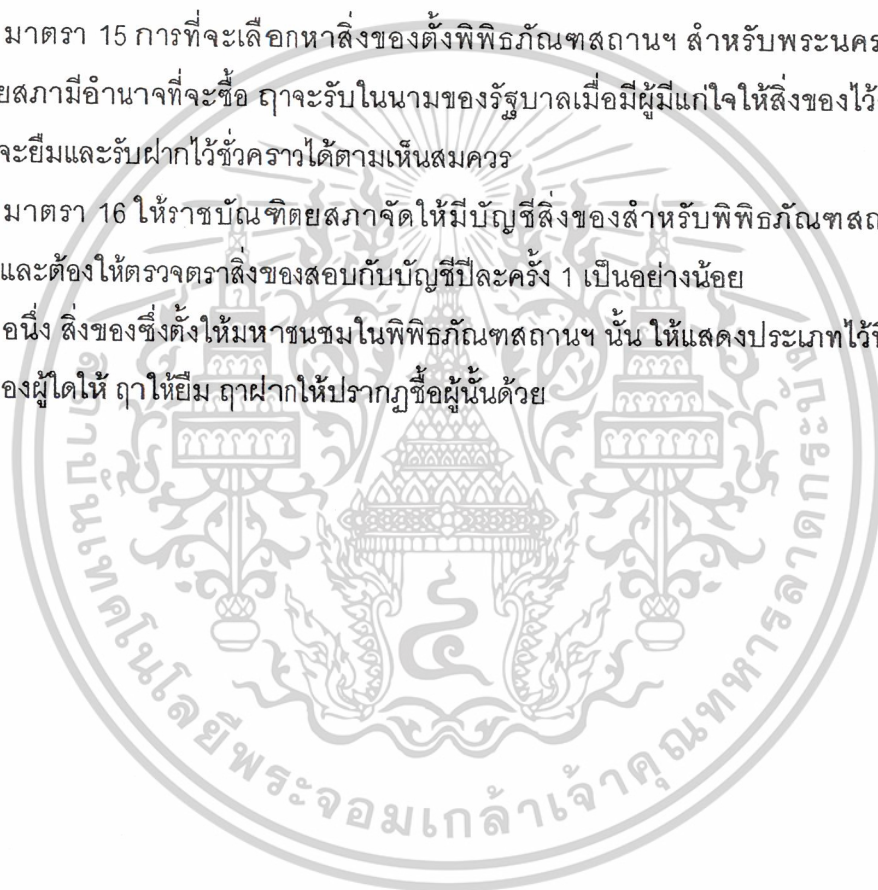 มาตรา 15 การที่จะเลือกหาสิ่งของตั้งพิพิธภัณฑสถานฯ สำหรับพระนคร
ยสภามีอำนาจที่จะซื้อ ฤาจะรับในนามของรัฐบาลเมื่อมีผู้มีแก่ใจให้สิ่งของไว้
จะยืมและรับฝากไว้ชั่วคราวได้ตามเห็นสมควร
มาตรา 16 ให้ราชบัณฑิตยสภาจัดให้มีบัญชีสิ่งของสำหรับพิพิธภัณฑสถ
และต้องให้ตรวจตราสิ่งของสอบกับบัญชีปีละครั้ง 1 เป็นอย่างน้อย
อนึ่ง สิ่งของซึ่งตั้งให้มหาชนชมในพิพิธภัณฑสถานฯ นั้น ให้แสดงประเภทไว้
องผู้ใดให้ ฤาให้ยืม ฤาฝากให้ปรากฏชื่อผู้นั้นด้วย
สถาบันเทคโนโลยีพระจอมเกล้าเจ้าคุณทหารลาดกระบัง